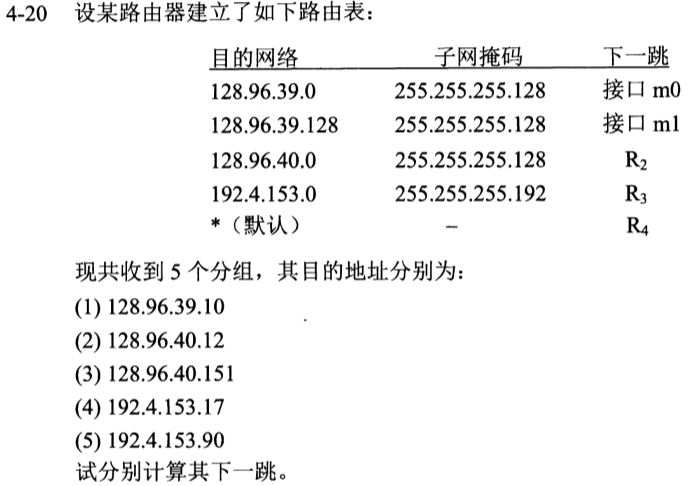 4-20 设某路由器建立了如下路由表：
目的网络 子网掩码 下一跳
128.96.39.0 255.255.255.128 接口 m0
128.96.39.128 255.255.255.128 接口 m1
128.96.40.0 255.255.255.128 R₂
192.4.153.0 255.255.255.192 R₃
*（默认） – R₄
现共收到 5 个分组，其目的地址分别为：
(1) 128.96.39.10
(2) 128.96.40.12
(3) 128.96.40.151
(4) 192.4.153.17
(5) 192.4.153.90
试分别计算其下一跳。